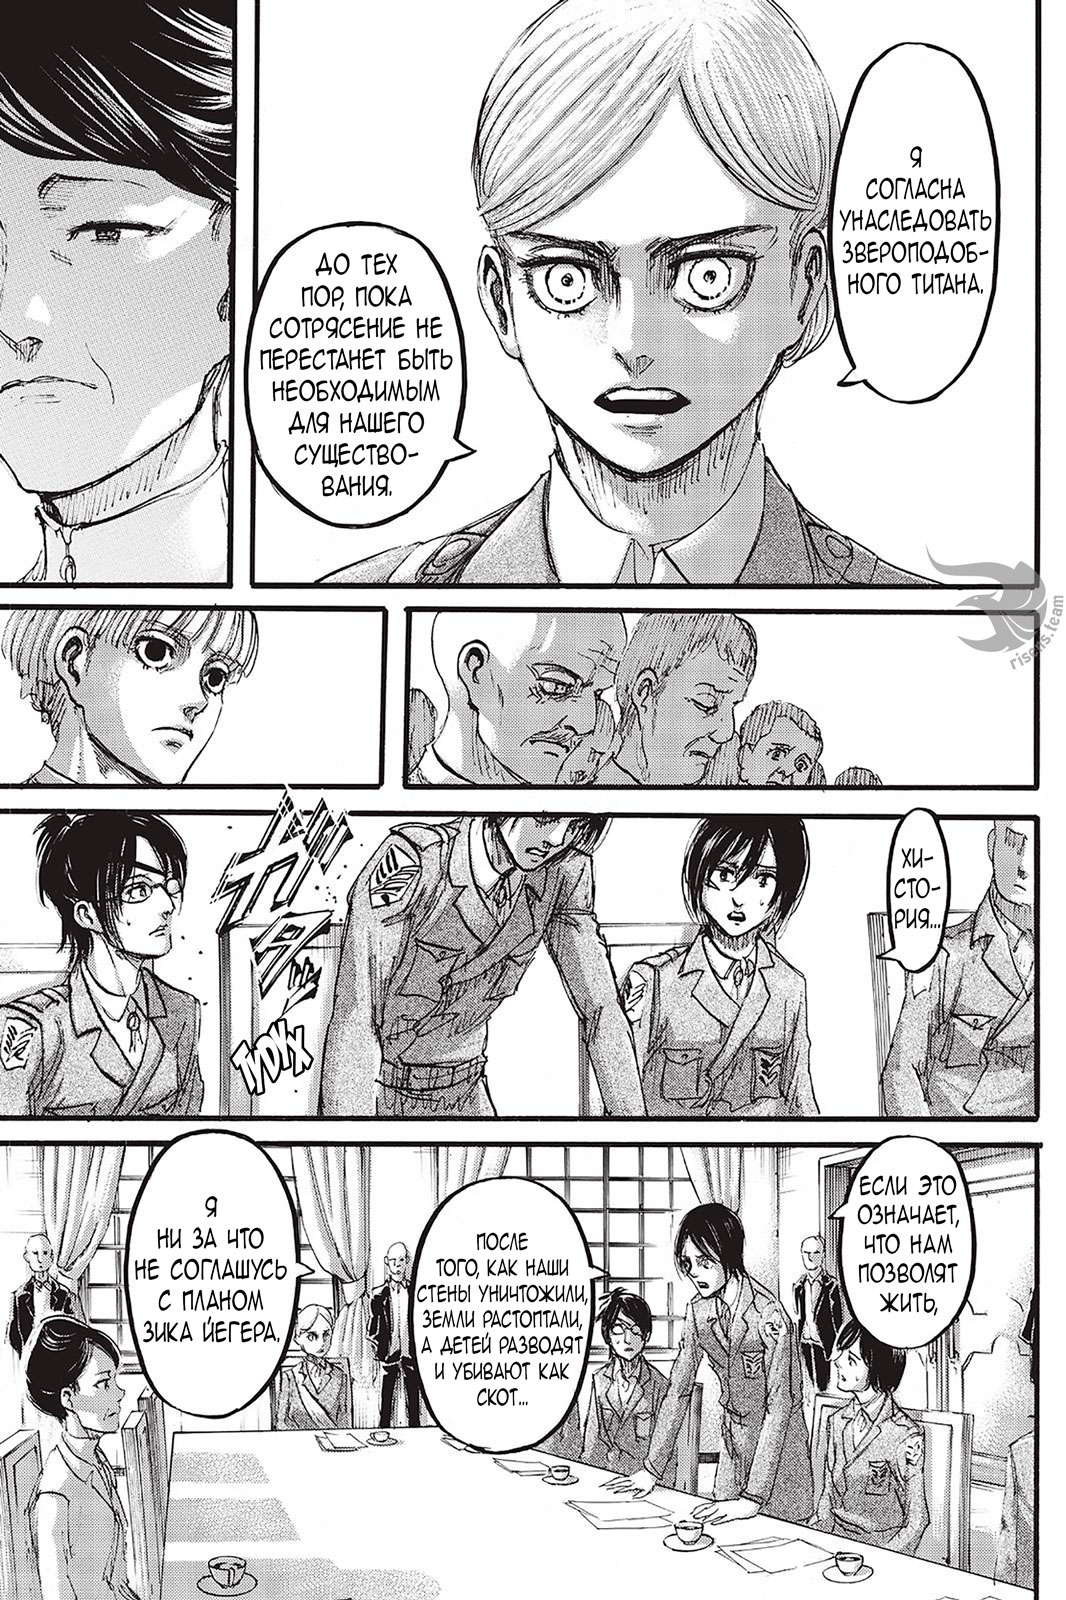 Я
СОГЛАСНА
УНАСЛЕДОВАТЬ
ЗВЕРОПОДОБ-
НОГО ТИТАНА.
ДО ТЕХ
ПОР, ПОКА
СОТРЯСЕНИЕ НЕ
ПЕРЕСТАНЕТ БЫТЬ
НЕОБХОДИМЫМ
ДЛЯ НАШЕГО
СУЩЕСТВО-
ВАНИЯ.
risens.team
ХИ-
СТО-
РИЯ...
ガタ
ТУДУХ
ЕСЛИ ЭТО
ОЗНАЧАЕТ,
ЧТО НАМ
ПОЗВОЛЯТ
ЖИТЬ,
ПОСЛЕ
ТОГО, КАК НАШИ
СТЕНЫ УНИЧТОЖИЛИ,
ЗЕМЛИ РАСТОПТАЛИ,
А ДЕТЕЙ РАЗВОДЯТ
И УБИВАЮТ КАК
СКОТ...
Я
НИ ЗА ЧТО
НЕ СОГЛАШУСЬ
С ПЛАНОМ
ЗИКА ЙЕГЕРА.